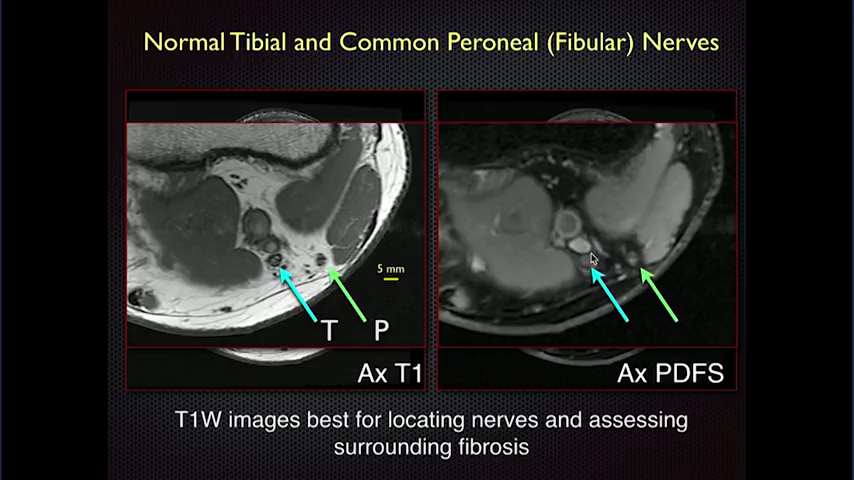 Normal Tibial and Common Peroneal (Fibular) Nerves
5 mm
T P
Ax T1
Ax PDFS
T1W images best for locating nerves and assessing
surrounding fibrosis